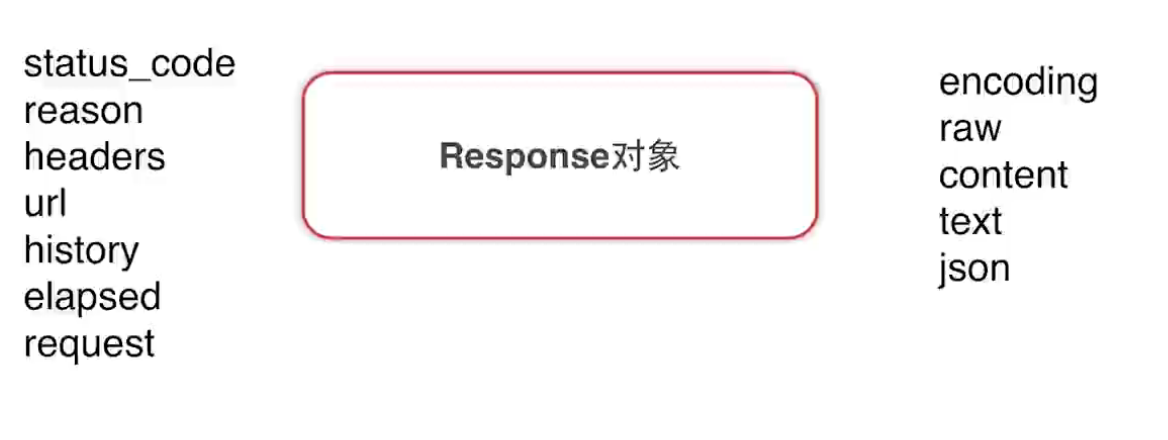 status_code
reason
headers
url
history
elapsed
request
Response对象
encoding
raw
content
text
json